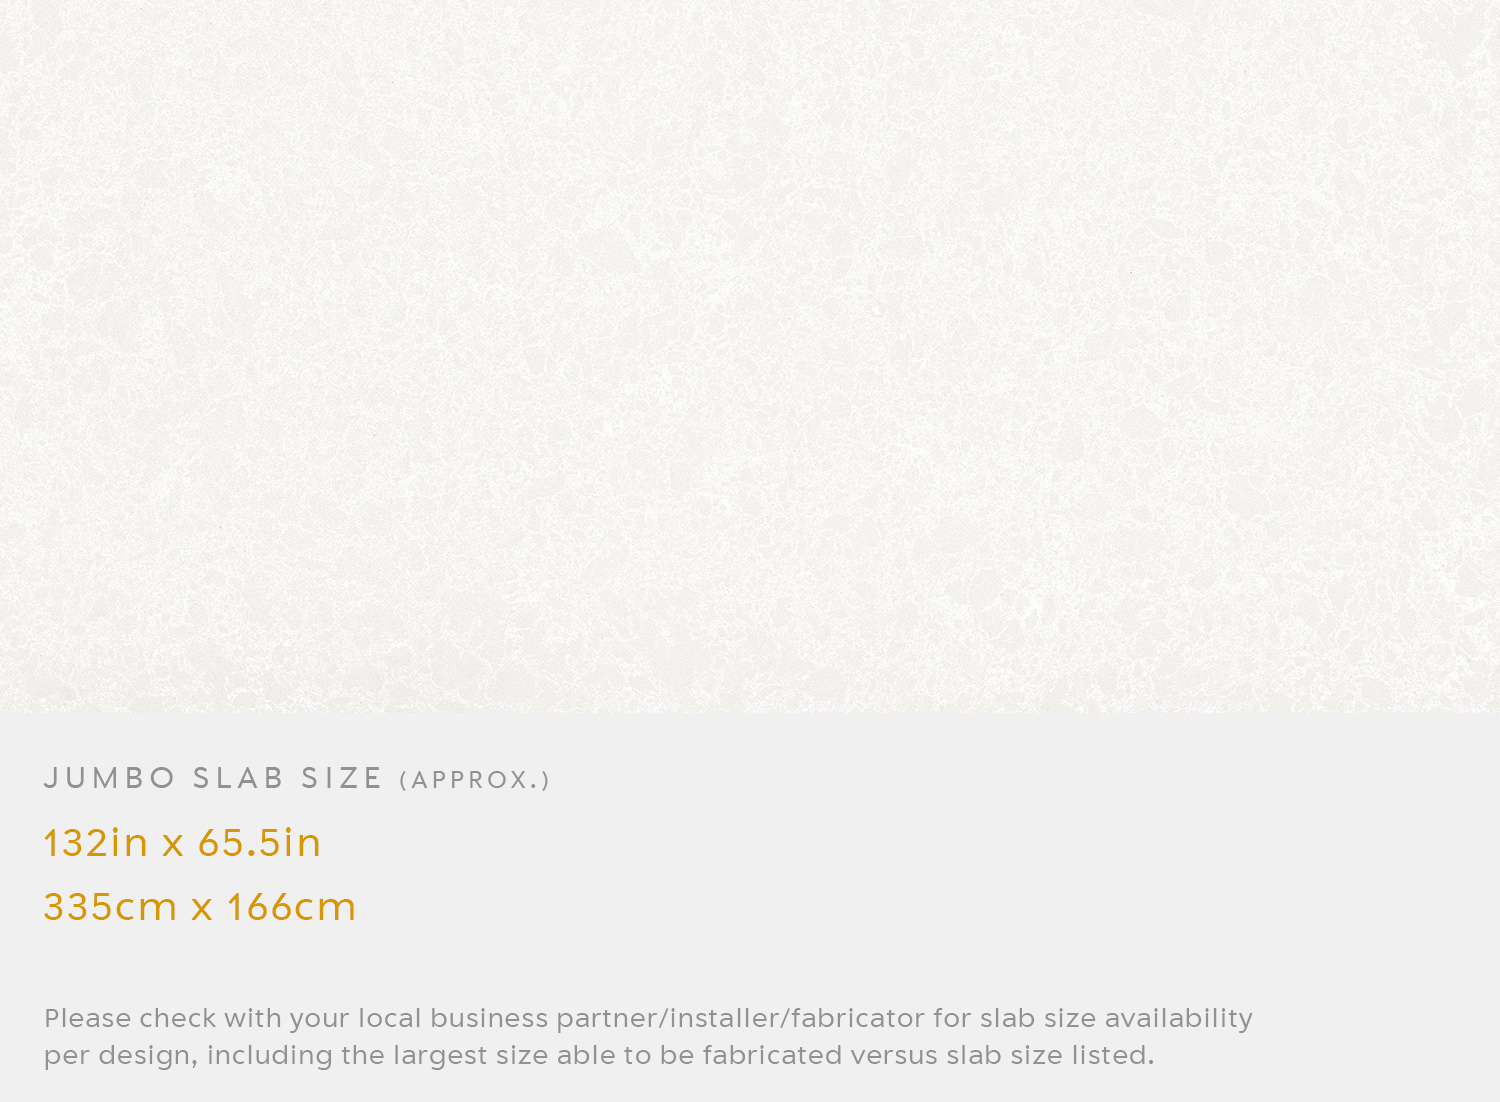 JUMBO SLAB SIZE (APPROX.)
132in x 65.5in
335cm x 166cm
Please check with your local business partner/installer/fabricator for slab size availability
per design, including the largest size able to be fabricated versus slab size listed.